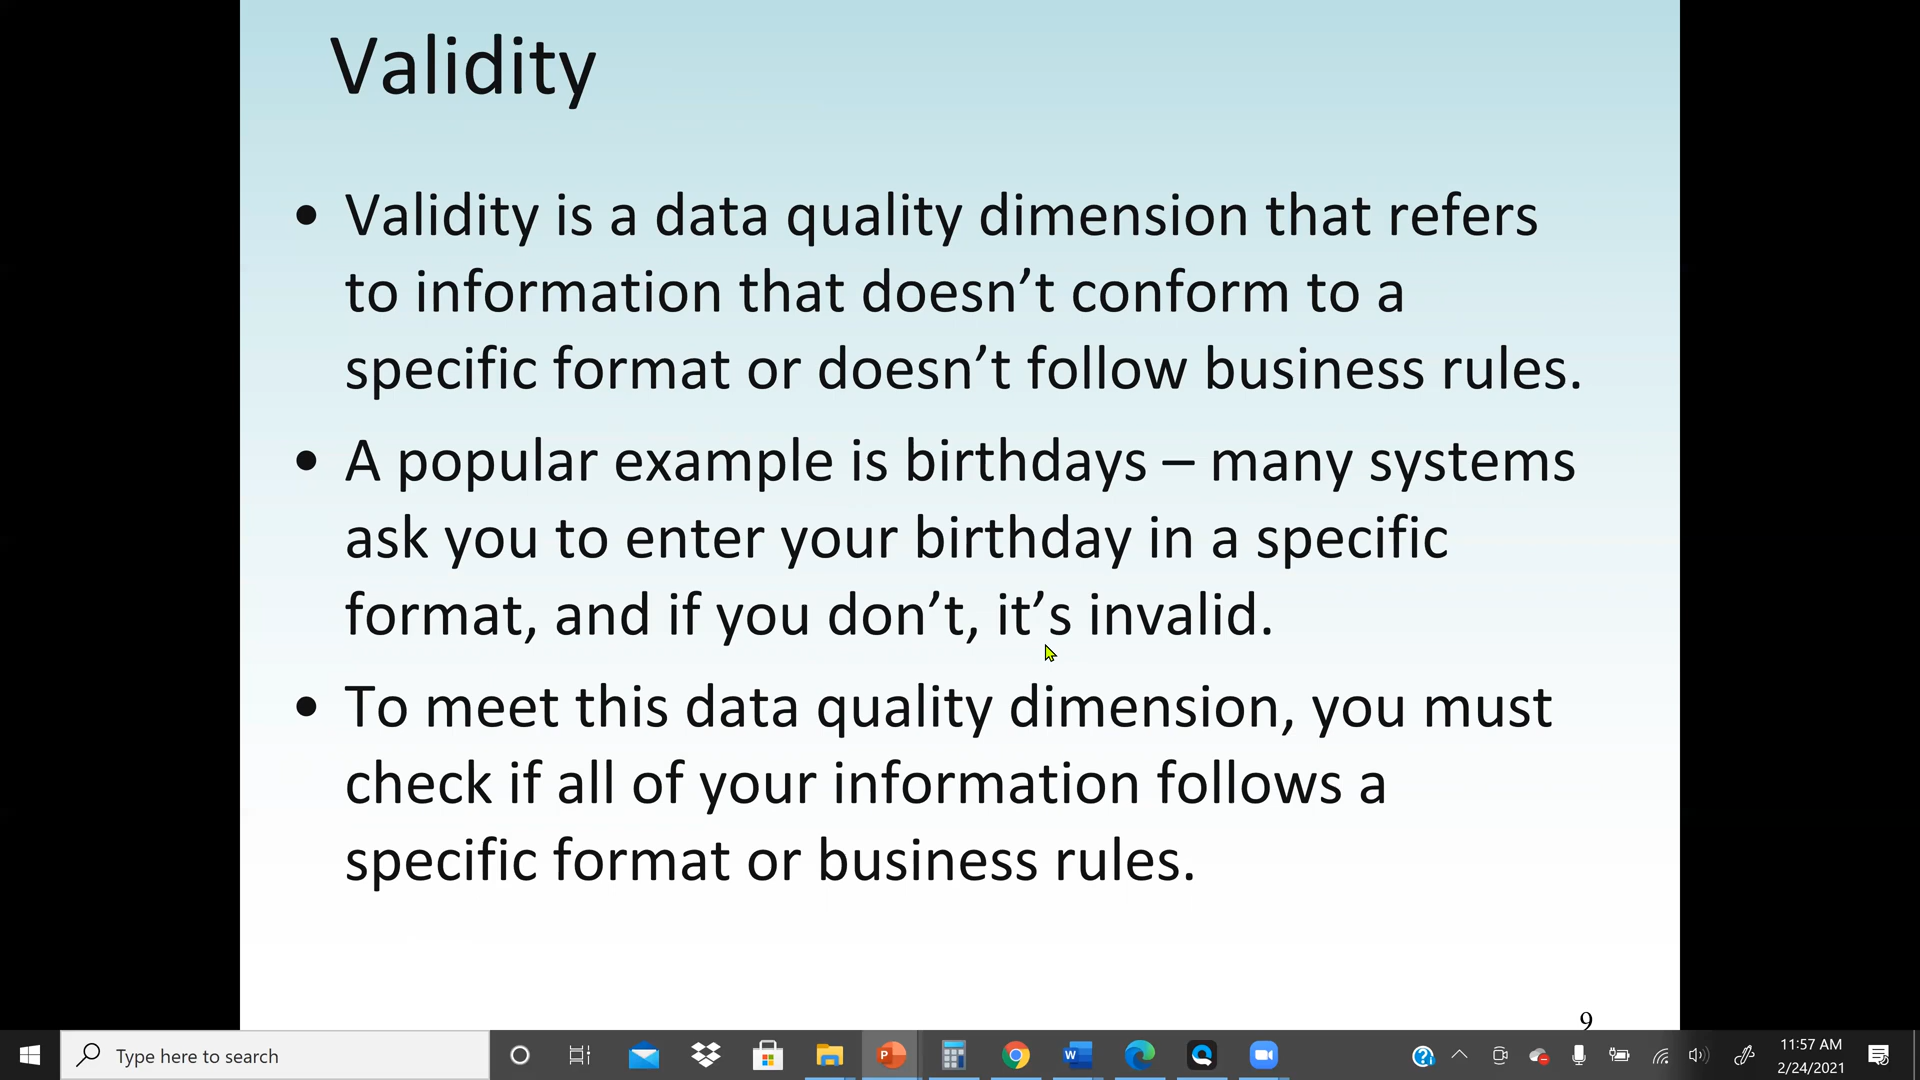 Validity
• Validity is a data quality dimension that refers
to information that doesn’t conform to a
specific format or doesn’t follow business rules.
• A popular example is birthdays – many systems
ask you to enter your birthday in a specific
format, and if you don’t, it’s invalid.
• To meet this data quality dimension, you must
check if all of your information follows a
specific format or business rules.
9
Type here to search
11:57 AM
2/24/2021